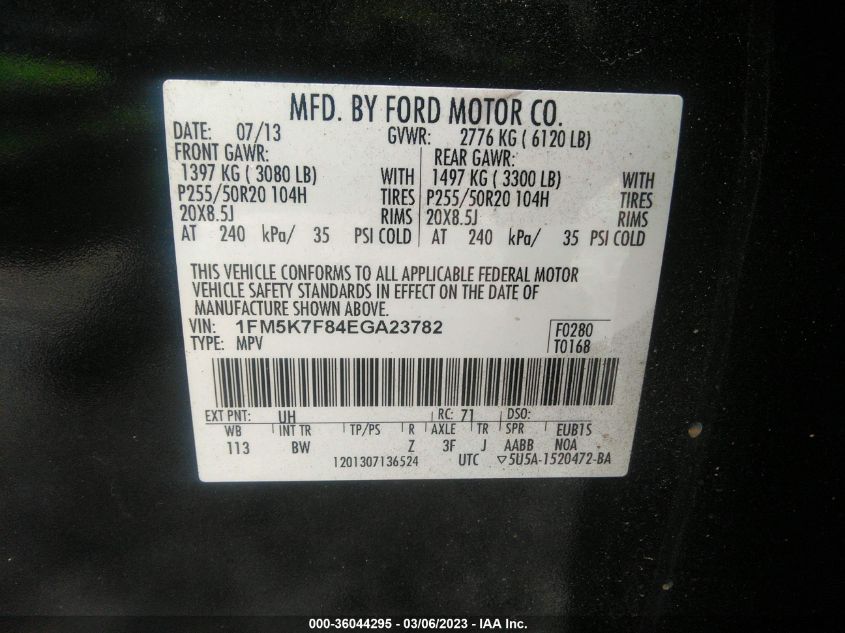 MFD. BY FORD MOTOR CO.
DATE: 07/13 GVWR: 2776 KG ( 6120 LB)
FRONT GAWR: REAR GAWR:
1397 KG ( 3080 LB) WITH 1497 KG ( 3300 LB) WITH
P255/50R20 104H TIRES P255/50R20 104H TIRES
20X8.5J RIMS 20X8.5J RIMS
AT 240 kPa/ 35 PSI COLD AT 240 kPa/ 35 PSI COLD
THIS VEHICLE CONFORMS TO ALL APPLICABLE FEDERAL MOTOR
VEHICLE SAFETY STANDARDS IN EFFECT ON THE DATE OF
MANUFACTURE SHOWN ABOVE.
VIN: 1FM5K7F84EGA23782 F0280
TYPE: MPV T0168
EXT PNT: UH RC: 71 DSO:
WB INT TR TP/PS R AXLE TR SPR EUB15
113 BW Z 3F J AABB NOA
1201307136524 UTC ▽5U5A-1520472-BA
000-36044295 - 03/06/2023 - IAA Inc.